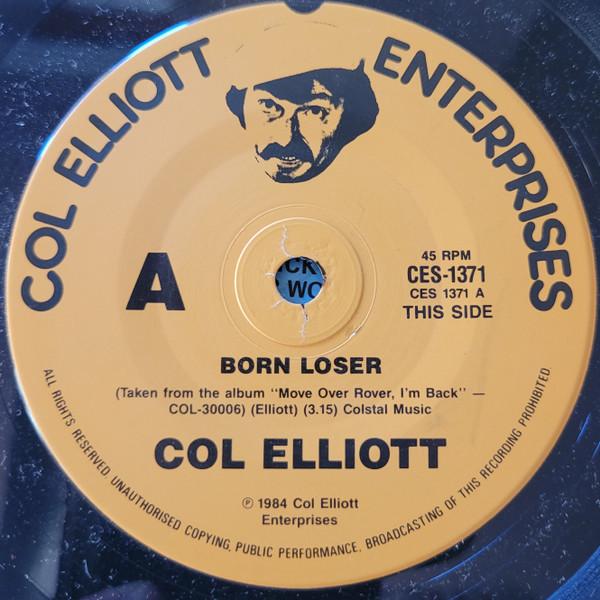 COL ELLIOTT ENTERPRISES
A
45 RPM
CES-1371
CES 1371 A
THIS SIDE
CK
WO
BORN LOSER
(Taken from the album "Move Over Rover, I'm Back" —
COL-30006) (Elliott) (3.15) Colstal Music
COL ELLIOTT
℗ 1984 Col Elliott
Enterprises
ALL RIGHTS RESERVED. UNAUTHORISED COPYING, PUBLIC PERFORMANCE, BROADCASTING OF THIS RECORDING PROHIBITED